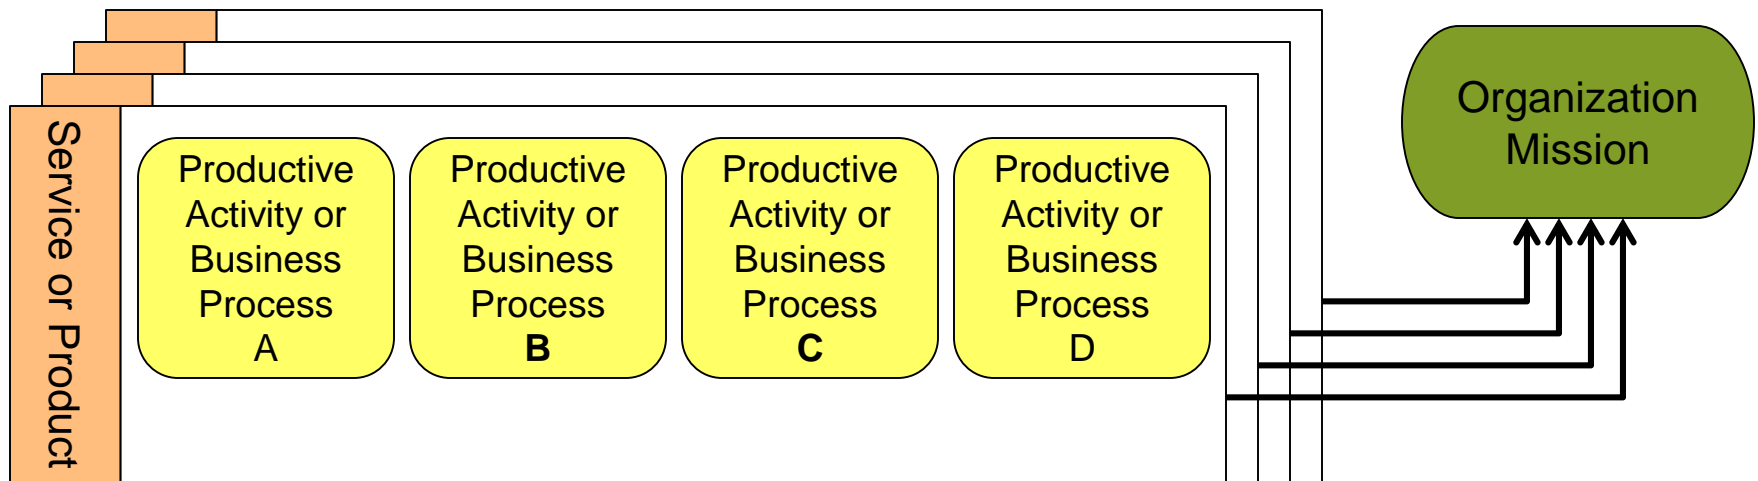 Service or Product
Productive
Activity or
Business
Process
A
Productive
Activity or
Business
Process
B
Productive
Activity or
Business
Process
C
Productive
Activity or
Business
Process
D
Organization
Mission